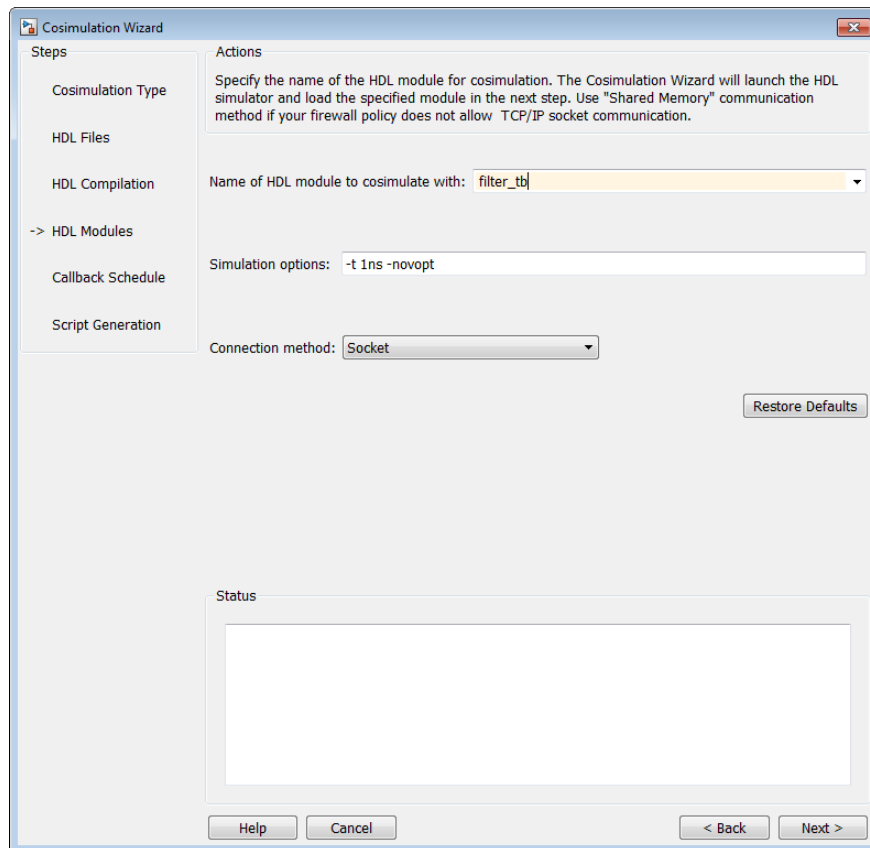 Cosimulation Wizard
Steps
Cosimulation Type
HDL Files
HDL Compilation
-> HDL Modules
Callback Schedule
Script Generation
Actions
Specify the name of the HDL module for cosimulation. The Cosimulation Wizard will launch the HDL
simulator and load the specified module in the next step. Use "Shared Memory" communication
method if your firewall policy does not allow TCP/IP socket communication.
Name of HDL module to cosimulate with: filter_tb
Simulation options: -t 1ns -novopt
Connection method: Socket
Restore Defaults
Status
Help Cancel < Back Next >